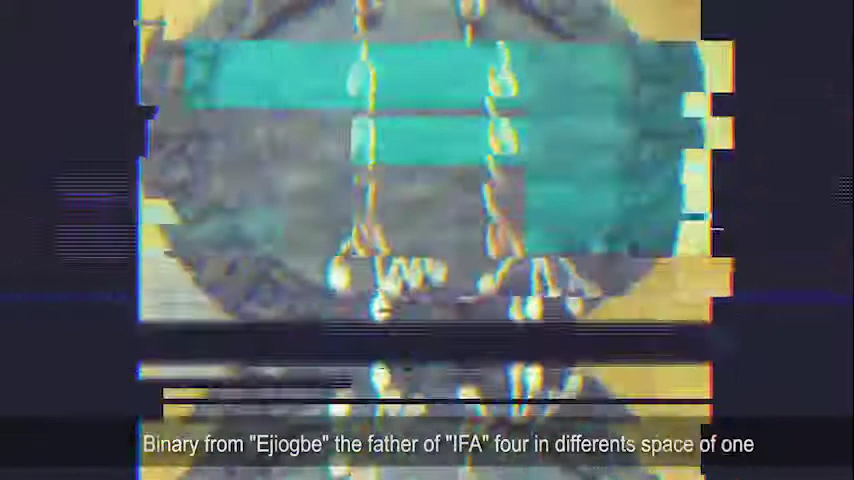 Binary from "Ejiogbe" the father of "IFA" four in differents space of one